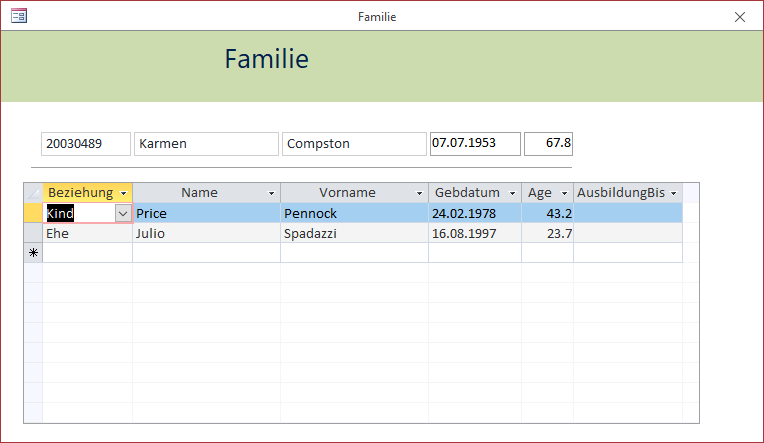 Familie
Familie
20030489 Karmen Compston 07.07.1953 67.8
Beziehung Name Vorname Gebdatum Age AusbildungBis
Kind Price Pennock 24.02.1978 43.2
Ehe Julio Spadazzi 16.08.1997 23.7